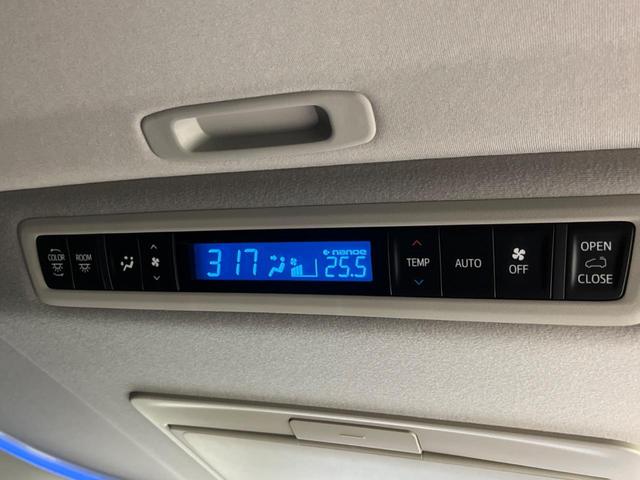 COLOR
ROOM
317
nanoe
25.5
TEMP
AUTO
OFF
OPEN
CLOSE